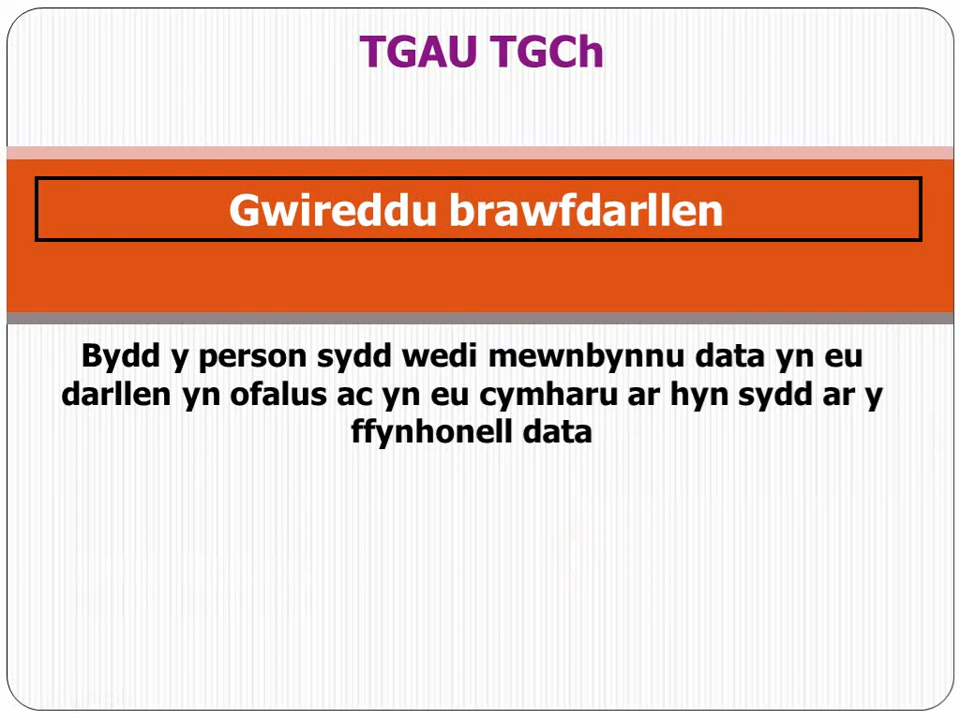 TGAU TGCh
Gwireddu brawfdarllen
Bydd y person sydd wedi mewnbynnu data yn eu
darllen yn ofalus ac yn eu cymharu ar hyn sydd ar y
ffynhonell data